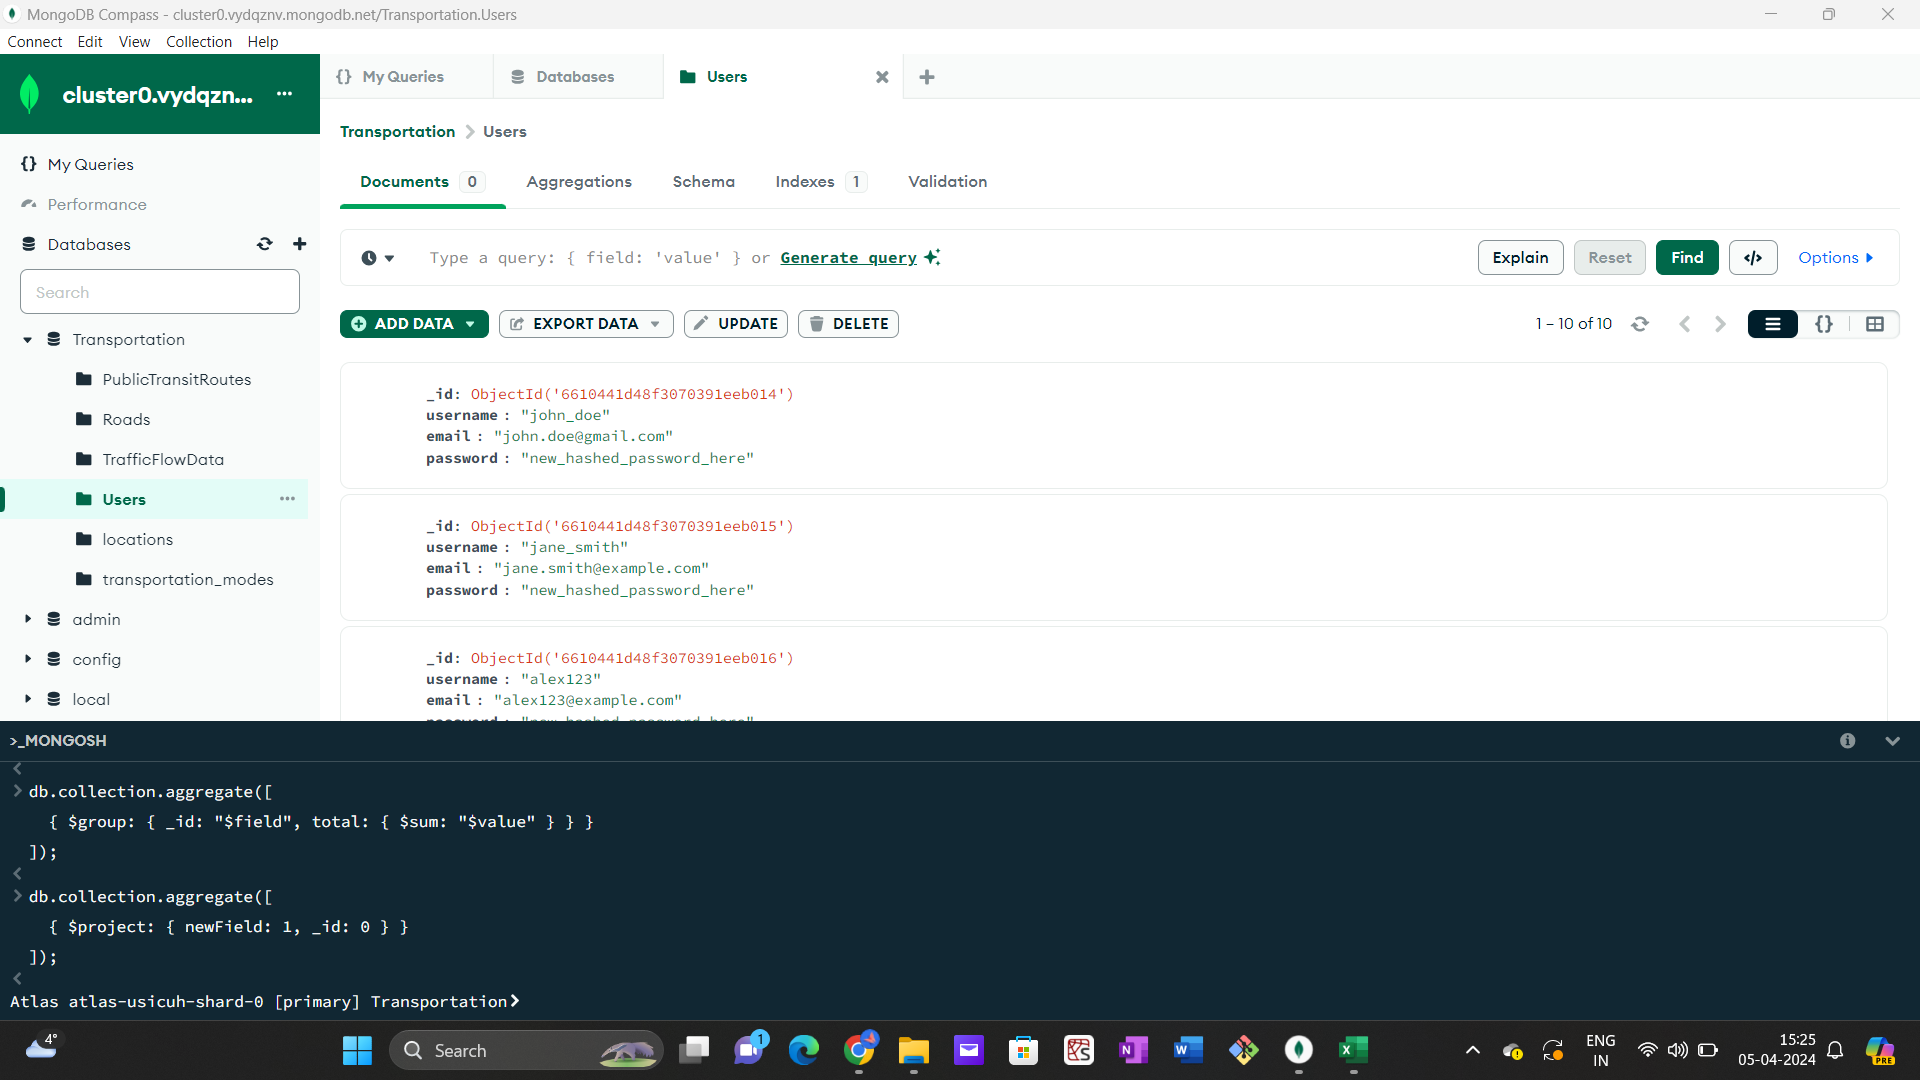 MongoDB Compass - cluster0.vydqznv.mongodb.net/Transportation.Users
Connect Edit View Collection Help
cluster0.vydqzn... ...
{} My Queries
Performance
Databases
Search
Transportation
PublicTransitRoutes
Roads
TrafficFlowData
Users ...
locations
transportation_modes
admin
config
local
{} My Queries Databases Users
Transportation > Users
Documents 0 Aggregations Schema Indexes 1 Validation
Type a query: { field: 'value' } or Generate query
Explain Reset Find </> Options
ADD DATA EXPORT DATA UPDATE DELETE
1 – 10 of 10 {}
_id: ObjectId('6610441d48f3070391eeb014')
username : "john_doe"
email : "john.doe@gmail.com"
password : "new_hashed_password_here"
_id: ObjectId('6610441d48f3070391eeb015')
username : "jane_smith"
email : "jane.smith@example.com"
password : "new_hashed_password_here"
_id: ObjectId('6610441d48f3070391eeb016')
username : "alex123"
email : "alex123@example.com"
password : "new_hashed_password_here"
>_MONGOSH
<
> db.collection.aggregate([
{ $group: { _id: "$field", total: { $sum: "$value" } } }
]);
<
> db.collection.aggregate([
{ $project: { newField: 1, _id: 0 } }
]);
<
Atlas atlas-usicuh-shard-0 [primary] Transportation>
4°
Search
1
ENG
IN
15:25
05-04-2024
PRE